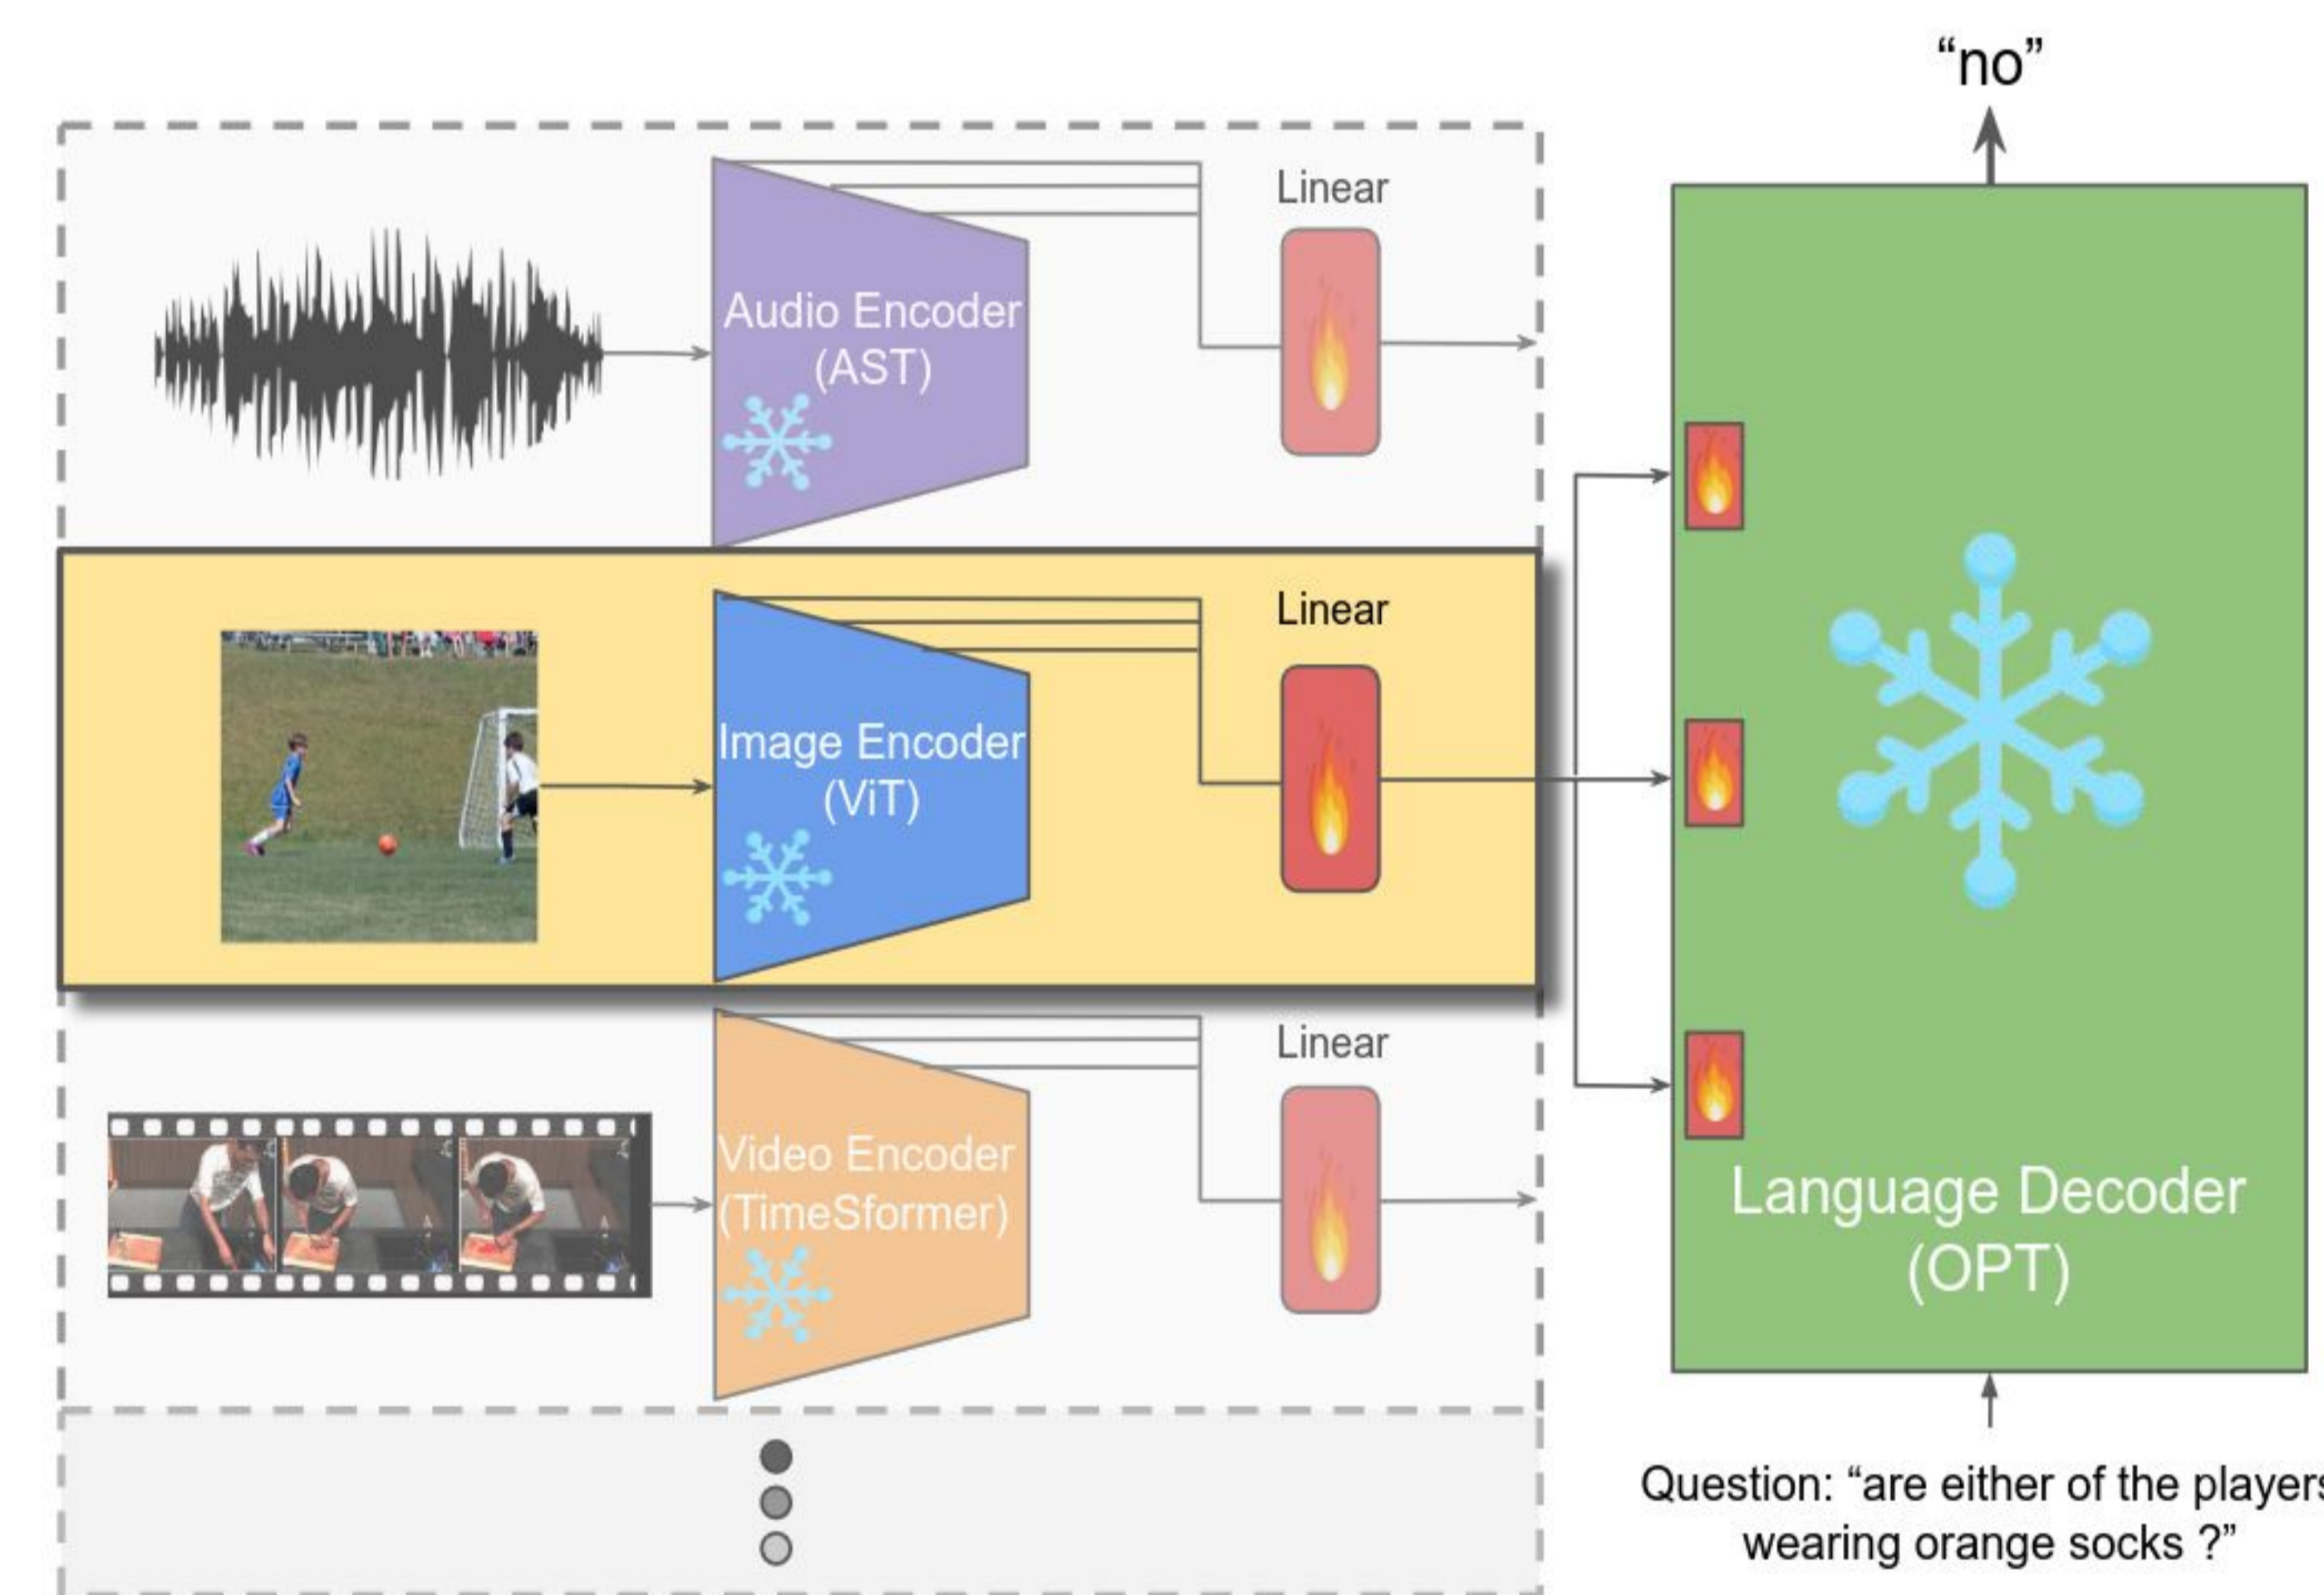 “no”
Linear
Audio Encoder
(AST)
Linear
Image Encoder
(ViT)
Linear
Video Encoder
(TimeSformer)
Language Decoder
(OPT)
Question: “are either of the players
wearing orange socks ?”